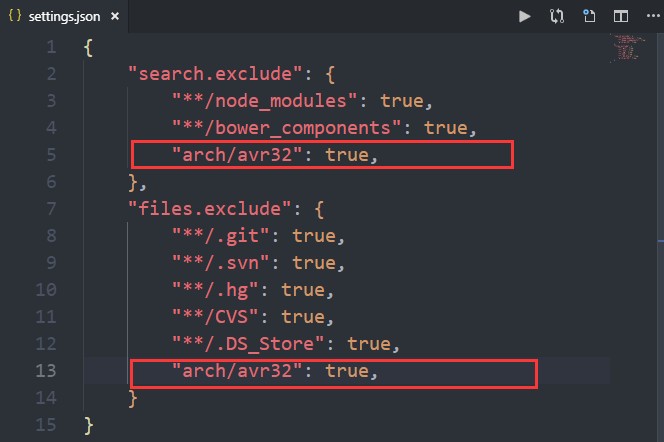 { } settings.json ×
1 {
2 "search.exclude": {
3 "**/node_modules": true,
4 "**/bower_components": true,
5 "arch/avr32": true,
6 },
7 "files.exclude": {
8 "**/.git": true,
9 "**/.svn": true,
10 "**/.hg": true,
11 "**/CVS": true,
12 "**/.DS_Store": true,
13 "arch/avr32": true,
14 }
15 }